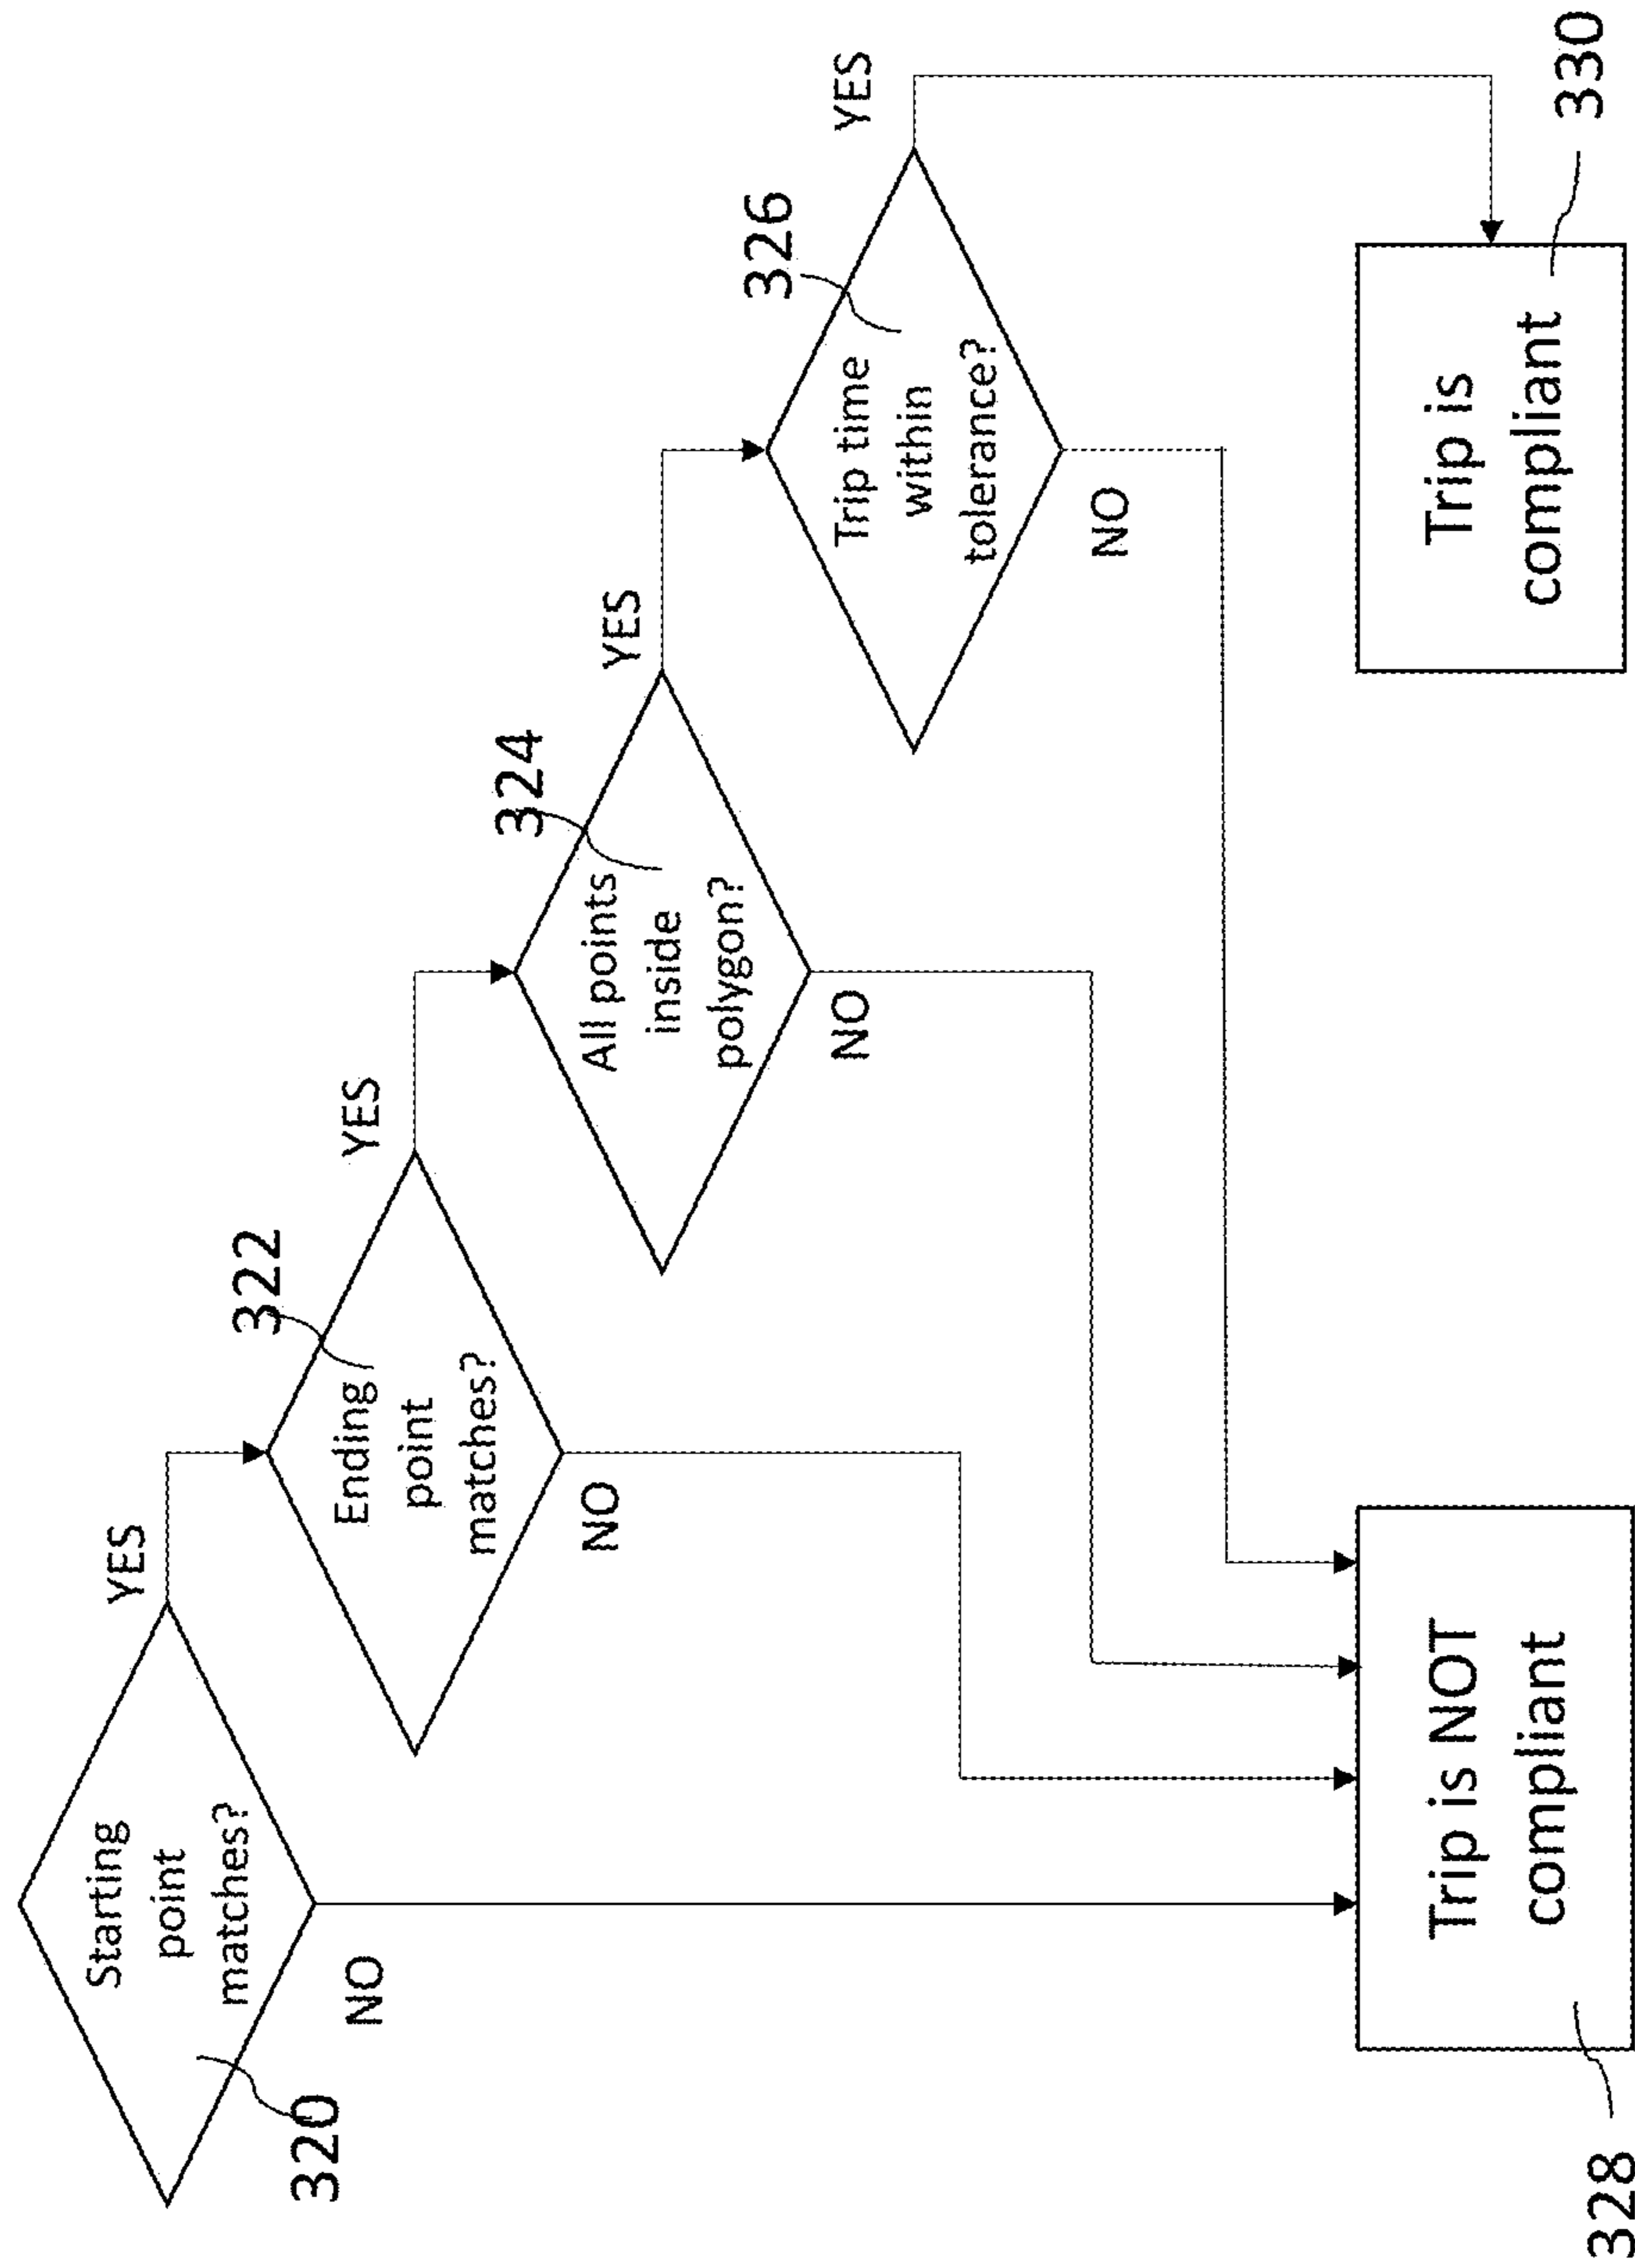 Starting
point
matches?
320
YES
NO
Ending
point
matches?
322
YES
NO
All points
inside
polygon?
324
YES
NO
Trip time
within
tolerance?
326
YES
NO
Trip is NOT
compliant
328
Trip is
compliant
330